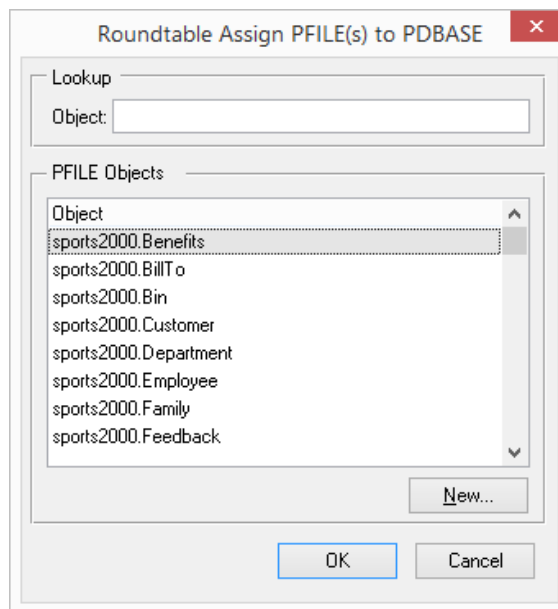 Roundtable Assign PFILE(s) to PDBASE
Lookup
Object:
PFILE Objects
Object
sports2000.Benefits
sports2000.BillTo
sports2000.Bin
sports2000.Customer
sports2000.Department
sports2000.Employee
sports2000.Family
sports2000.Feedback
New...
OK Cancel